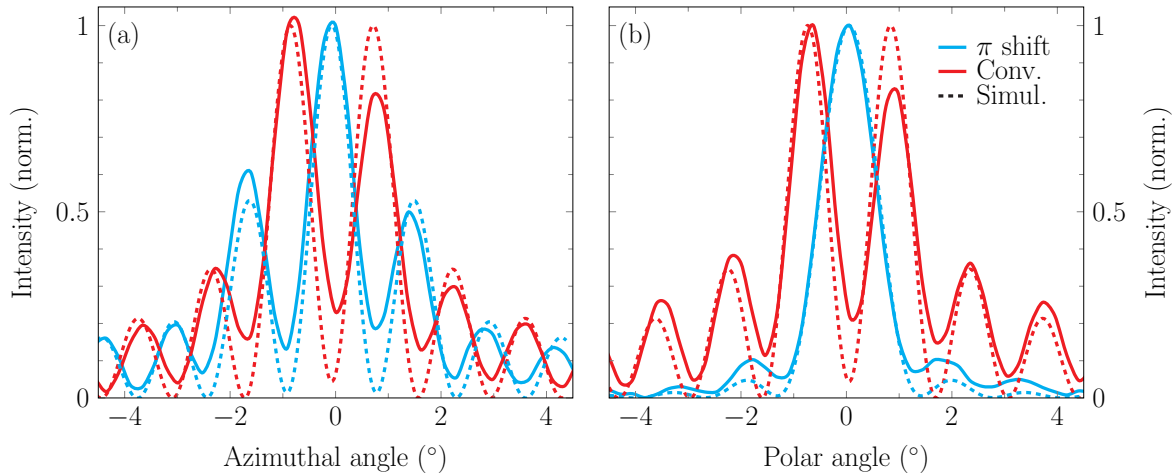 (a)
1
0.5
0
Intensity (norm.)
−4
−2
0
2
4
Azimuthal angle (°)
(b)
π shift
Conv.
Simul.
1
0.5
0
Intensity (norm.)
−4
−2
0
2
4
Polar angle (°)